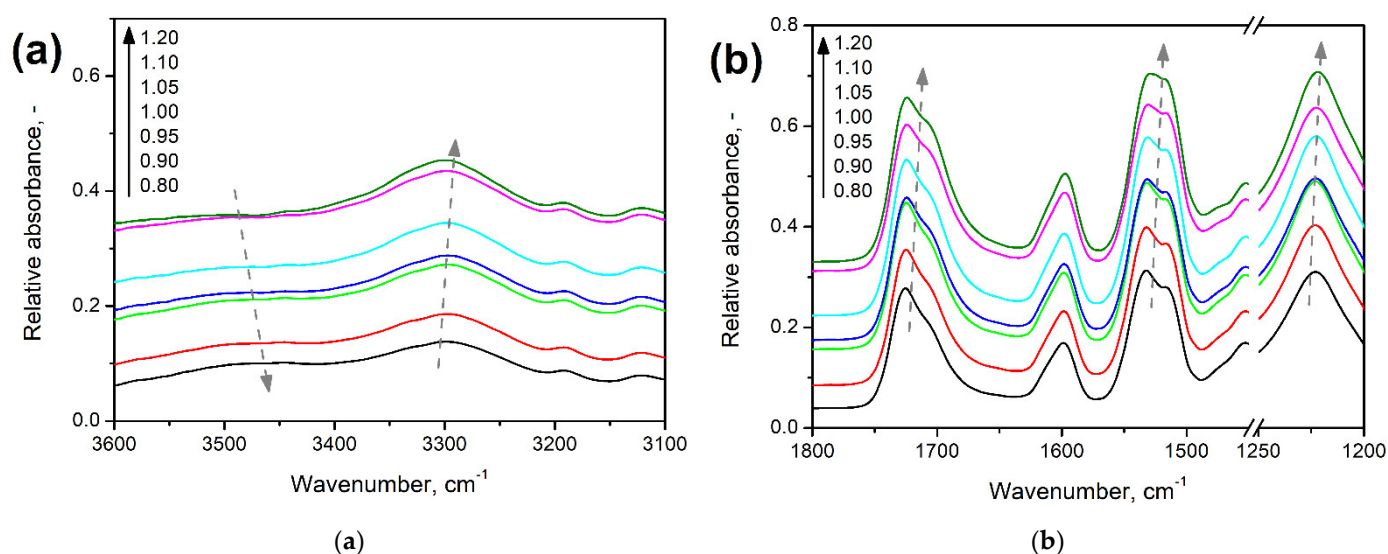 (a)
1.20
1.10
1.05
1.00
0.95
0.90
0.80
0.6
0.4
0.2
0.0
Relative absorbance, -
3600 3500 3400 3300 3200 3100
Wavenumber, cm-1
(a)
(b)
1.20
1.10
1.05
1.00
0.95
0.90
0.80
0.8
0.6
0.4
0.2
0.0
Relative absorbance, -
1800 1700 1600 1500 1250 1200
Wavenumber, cm-1
(b)